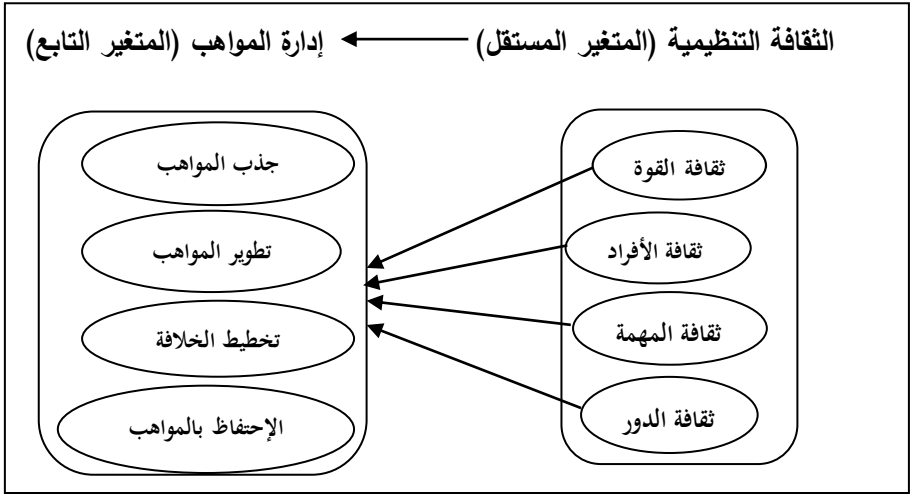 الثقافة التنظيمية (المتغير المستقل) إدارة المواهب (المتغير التابع)
ثقافة القوة
ثقافة الأفراد
ثقافة المهمة
ثقافة الدور
جذب المواهب
تطوير المواهب
تخطيط الخلافة
الإحتفاظ بالمواهب